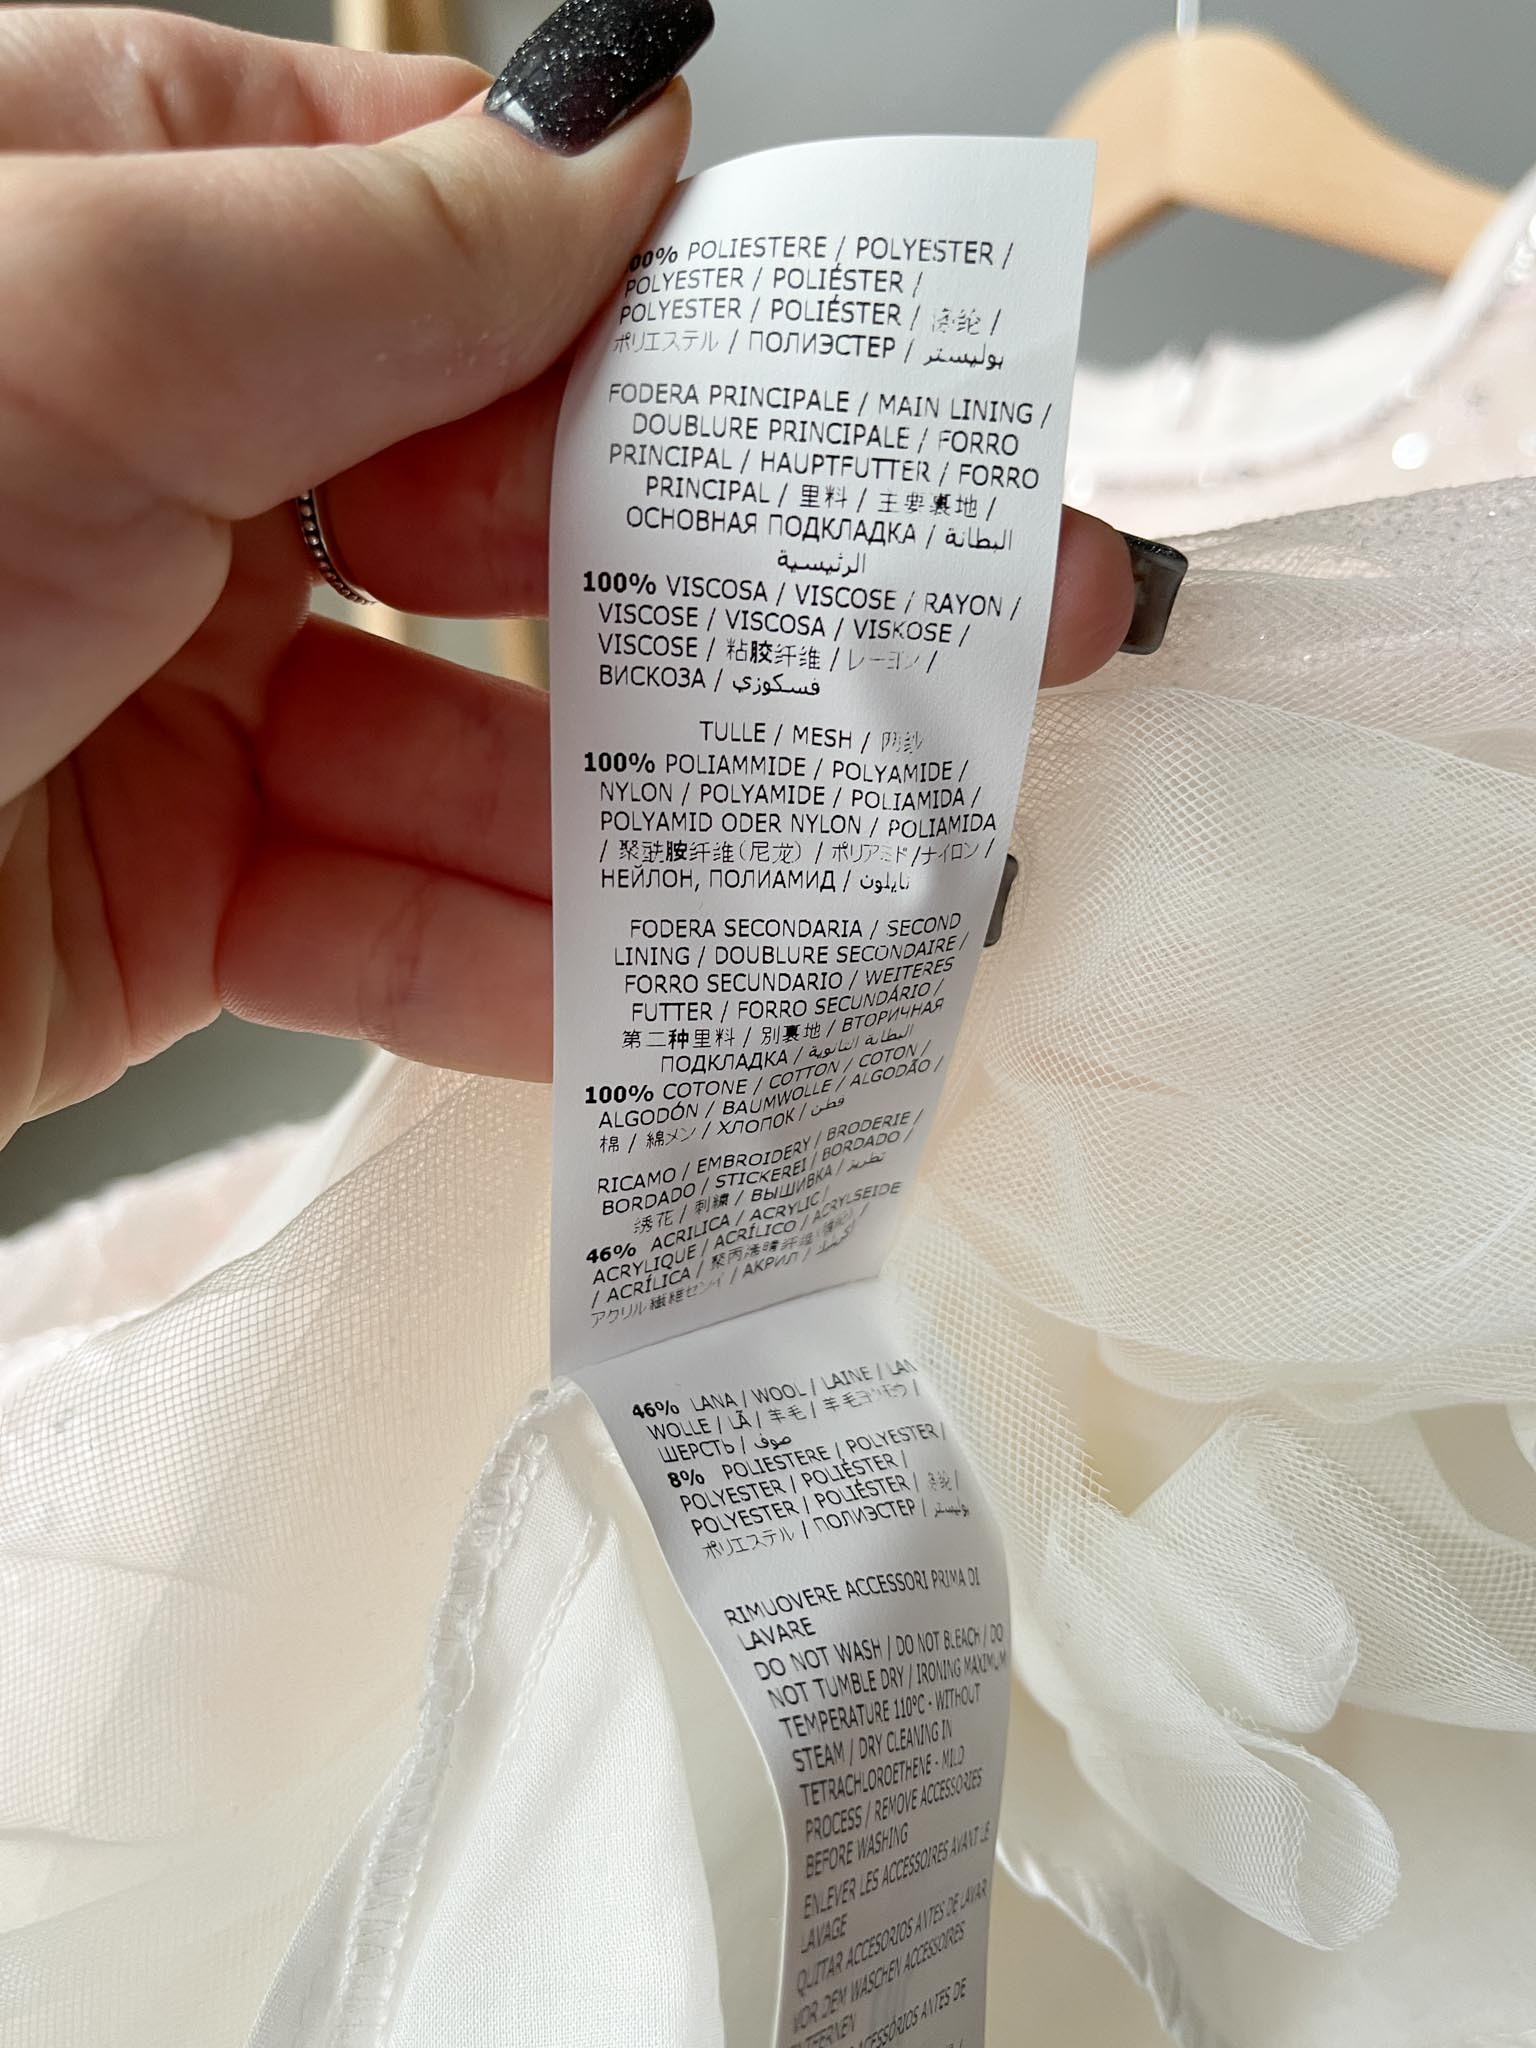 00% POLIESTERE / POLYESTER /
POLYESTER / POLIÉSTER /
POLYESTER / POLIÉSTER / 涤纶 /
ポリエステル / ПОЛИЭСТЕР / بوليستر
FODERA PRINCIPALE / MAIN LINING /
DOUBLURE PRINCIPALE / FORRO
PRINCIPAL / HAUPTFUTTER / FORRO
PRINCIPAL / 里料 / 主要裏地 /
ОСНОВНАЯ ПОДКЛАДКА / البطانة
الرئيسية
100% VISCOSA / VISCOSE / RAYON /
VISCOSE / VISCOSA / VISKOSE /
VISCOSE / 粘胶纤维 / レーヨン /
ВИСКОЗА / فسكوزي
TULLE / MESH / 网纱
100% POLIAMMIDE / POLYAMIDE /
NYLON / POLYAMIDE / POLIAMIDA /
POLYAMID ODER NYLON / POLIAMIDA
/ 聚酰胺纤维(尼龙) / ポリアミド/ナイロン /
НЕЙЛОН, ПОЛИАМИД / نايلون
FODERA SECONDARIA / SECOND
LINING / DOUBLURE SECONDAIRE /
FORRO SECUNDARIO / WEITERES
FUTTER / FORRO SECUNDÁRIO /
第二种里料 / 別裏地 / ВТОРИЧНАЯ
ПОДКЛАДКА / البطانة الثانوية
100% COTONE / COTTON / COTON /
ALGODÓN / BAUMWOLLE / ALGODÃO /
棉 / 綿メン / ХЛОПОК / قطن
RICAMO / EMBROIDERY / BRODERIE /
BORDADO / STICKEREI / BORDADO /
绣花 / 刺繍 / ВЫШИВКА / تطريز
46% ACRILICA / ACRYLIC /
ACRYLIQUE / ACRÍLICO / ACRYLSEIDE
/ ACRÍLICA / 聚丙烯腈纤维(腈纶) /
アクリル繊維センイ / АКРИЛ / أكريليك
46% LANA / WOOL / LAINE / LAN
WOLLE / LÃ / 羊毛 / 羊毛ヨウモウ /
ШЕРСТЬ / صوف
8% POLIESTERE / POLYESTER /
POLYESTER / POLIÉSTER /
POLYESTER / POLIÉSTER / 涤纶 /
ポリエステル / ПОЛИЭСТЕР / بوليستر
RIMUOVERE ACCESSORI PRIMA DI
LAVARE
DO NOT WASH / DO NOT BLEACH / DO
NOT TUMBLE DRY / IRONING MAXIMUM
TEMPERATURE 110°C - WITHOUT
STEAM / DRY CLEANING IN
TETRACHLOROETHENE - MILD
PROCESS / REMOVE ACCESSORIES
BEFORE WASHING
ENLEVER LES ACCESSOIRES AVANT LE
LAVAGE
QUITAR ACCESORIOS ANTES DE LAVAR
VOR DEM WASCHEN ACCESSOIRES
ENTFERNEN
ACESSÓRIOS ANTES DE